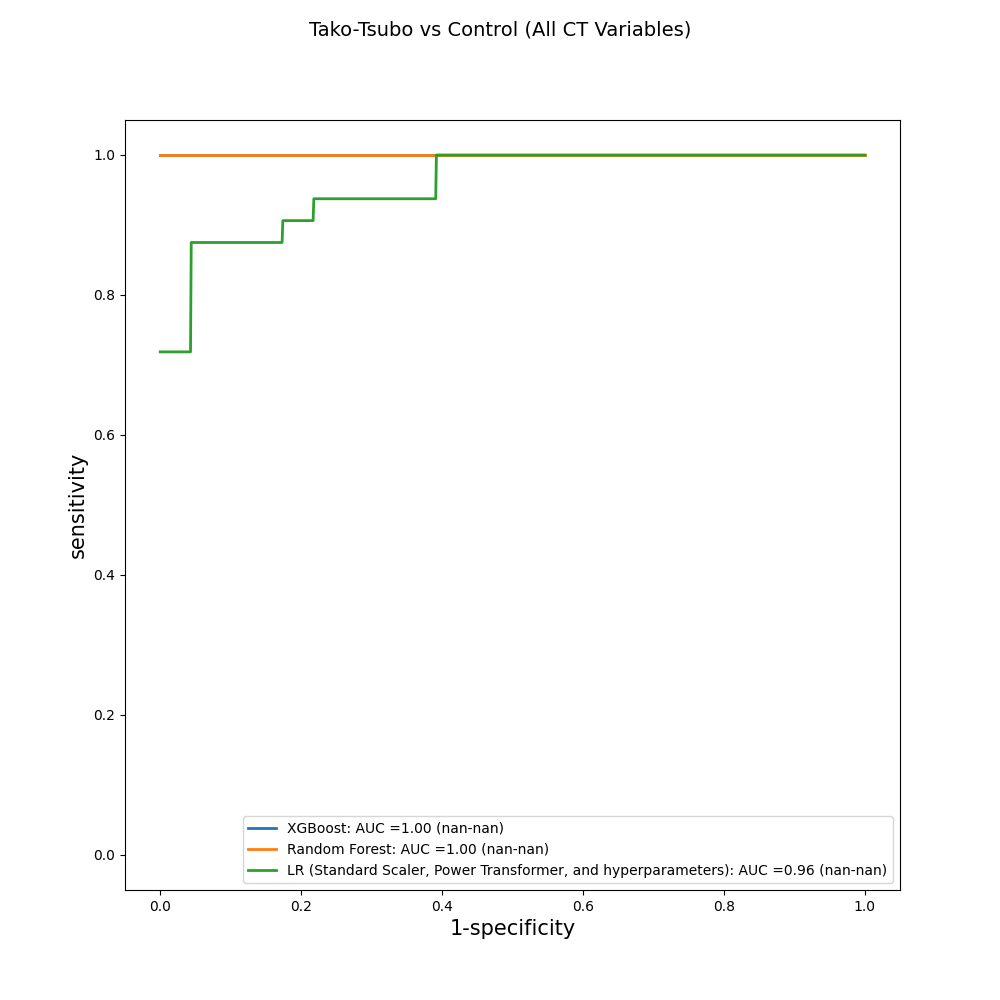 Tako-Tsubo vs Control (All CT Variables)
1.0
0.8
0.6
0.4
0.2
0.0
sensitivity
XGBoost: AUC =1.00 (nan-nan)
Random Forest: AUC =1.00 (nan-nan)
LR (Standard Scaler, Power Transformer, and hyperparameters): AUC =0.96 (nan-nan)
0.0 0.2 0.4 0.6 0.8 1.0
1-specificity